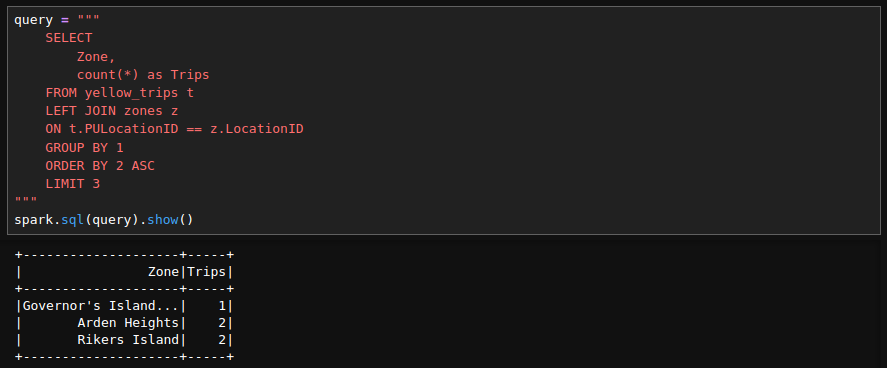 query = """
    SELECT
        Zone,
        count(*) as Trips
    FROM yellow_trips t
    LEFT JOIN zones z
    ON t.PULocationID == z.LocationID
    GROUP BY 1
    ORDER BY 2 ASC
    LIMIT 3
"""
spark.sql(query).show()
+--------------------+-----+
|                Zone|Trips|
+--------------------+-----+
|Governor's Island...|    1|
|       Arden Heights|    2|
|       Rikers Island|    2|
+--------------------+-----+